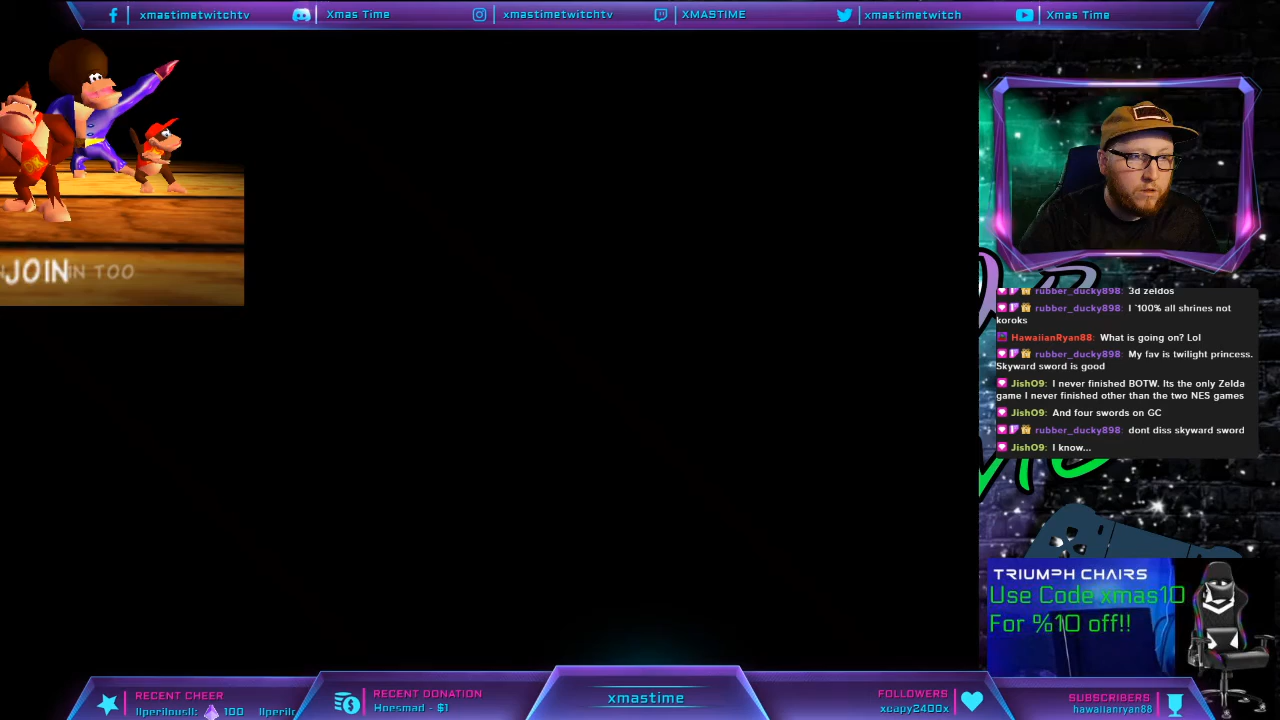 xmastimetwitchtv
Xmas Time
xmastimetwitchtv
XMASTIME
xmastimetwitch
Xmas Time
JOIN IN TOO
rubber_ducky898: 3d zeldos
rubber_ducky898: I `100% all shrines not
koroks
HawaiianRyan88: What is going on? Lol
rubber_ducky898: My fav is twilight princess.
Skyward sword is good
JishO9: I never finished BOTW. Its the only Zelda
game I never finished other than the two NES games
JishO9: And four swords on GC
rubber_ducky898: dont diss skyward sword
JishO9: I know...
TRIUMPH CHAIRS
Use Code xmas10
For %10 off!!
RECENT CHEER
100
RECENT DONATION
Hoesmad - $1
xmastime
FOLLOWERS
xcapy2400x
SUBSCRIBERS
hawaiianryan88